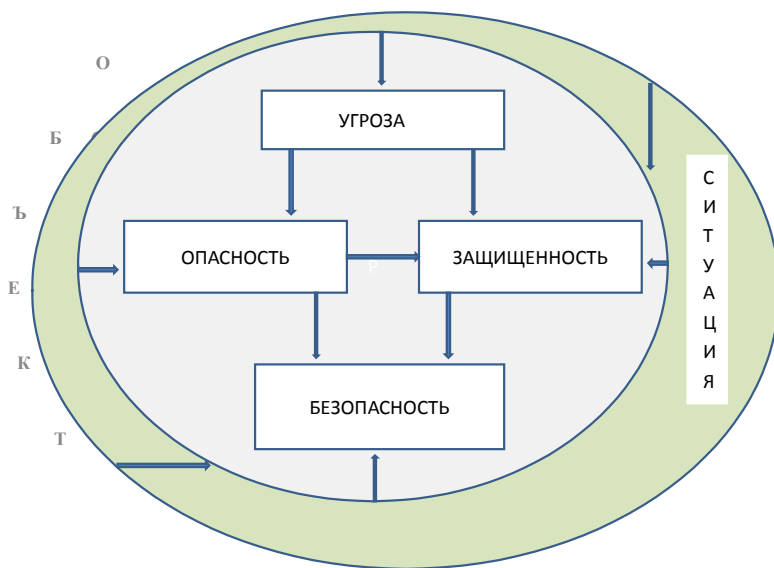 О
Б
Ъ
Е
К
Т
УГРОЗА
ОПАСНОСТЬ
ЗАЩИЩЕННОСТЬ
Р
БЕЗОПАСНОСТЬ
С
И
Т
У
А
Ц
И
Я